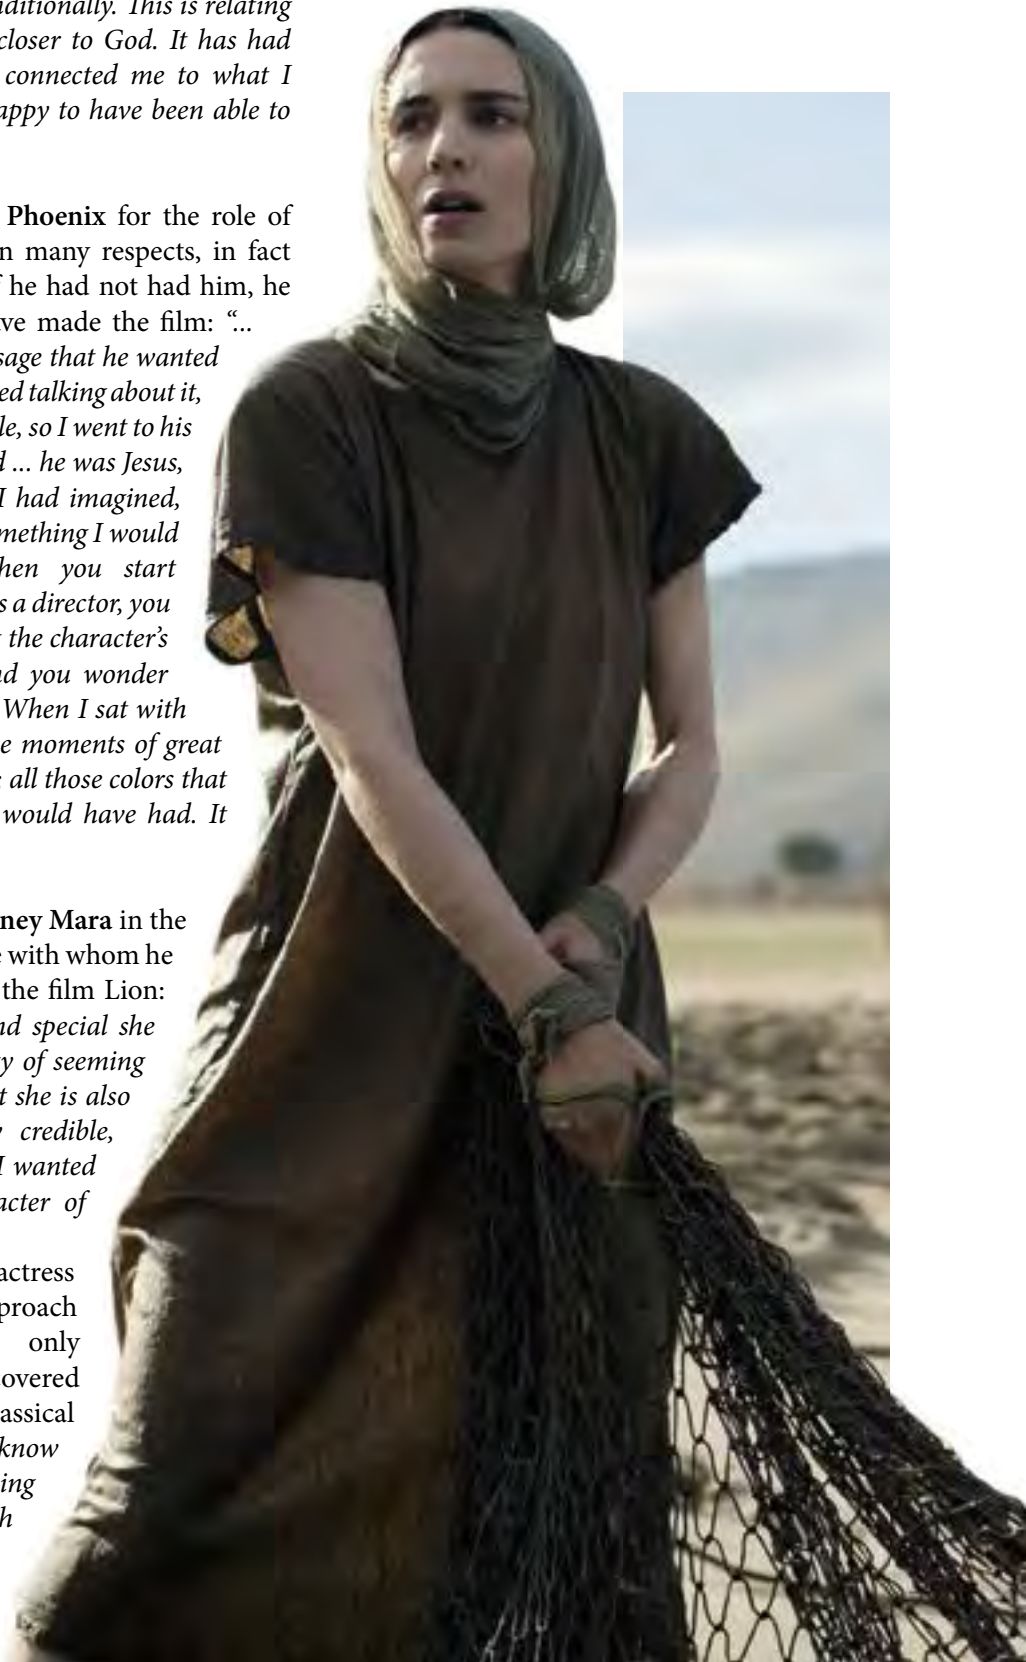 ditionally. This is relating
closer to God. It has had
connected me to what I
appy to have been able to
Phoenix for the role of
n many respects, in fact
f he had not had him, he
ve made the film: “...
sage that he wanted
ed talking about it,
le, so I went to his
d ... he was Jesus,
I had imagined,
mething I would
hen you start
s a director, you
the character’s
nd you wonder
When I sat with
e moments of great
all those colors that
would have had. It
ney Mara in the
e with whom he
the film Lion:
nd special she
y of seeming
t she is also
credible,
I wanted
acter of
actress
proach
only
overed
assical
know
ing
h